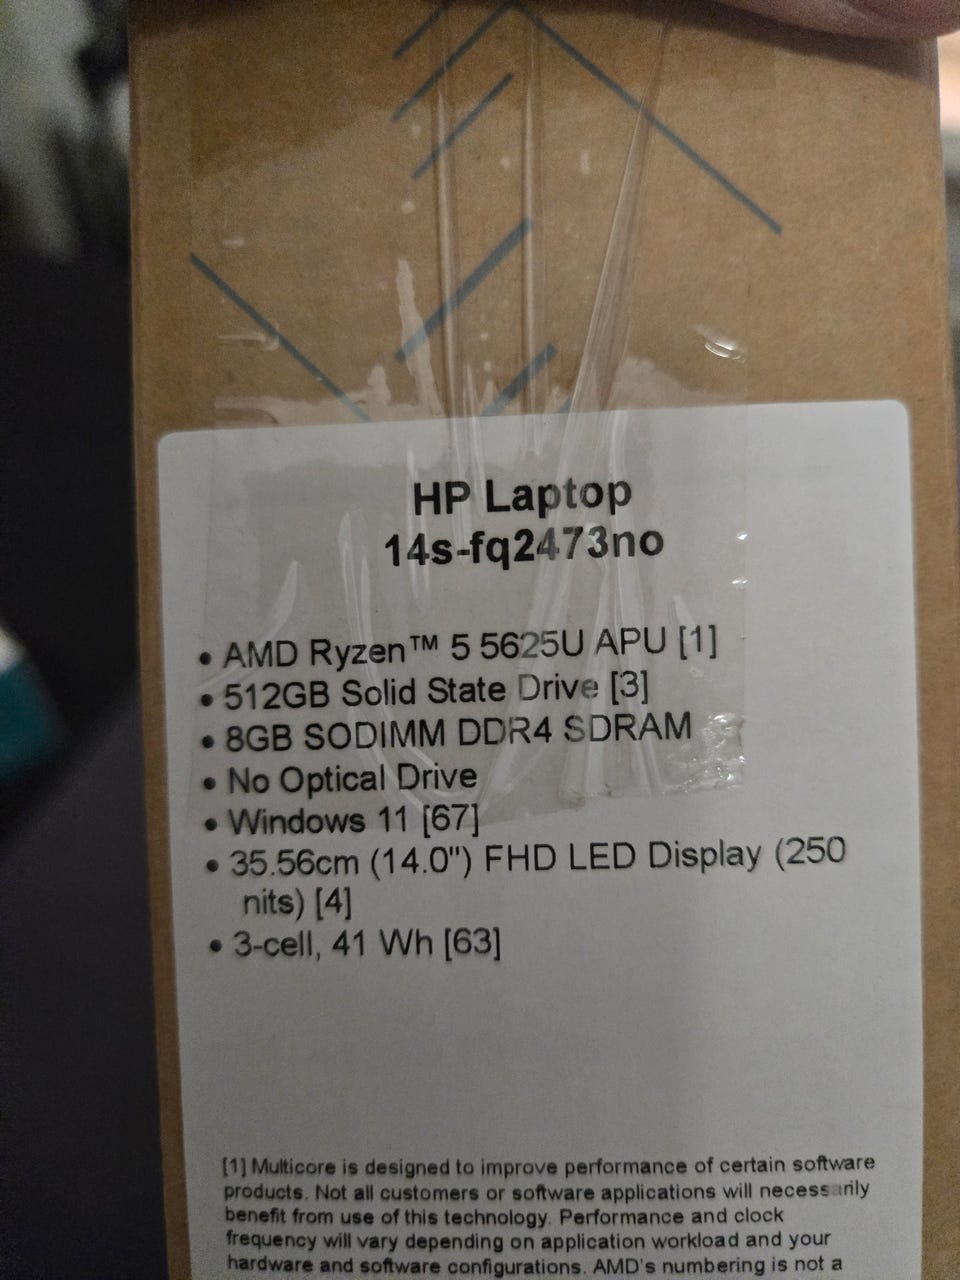 HP Laptop
14s-fq2473no
• AMD Ryzen™ 5 5625U APU [1]
• 512GB Solid State Drive [3]
• 8GB SODIMM DDR4 SDRAM
• No Optical Drive
• Windows 11 [67]
• 35.56cm (14.0") FHD LED Display (250
nits) [4]
• 3-cell, 41 Wh [63]
[1] Multicore is designed to improve performance of certain software
products. Not all customers or software applications will necessarily
benefit from use of this technology. Performance and clock
frequency will vary depending on application workload and your
hardware and software configurations. AMD's numbering is not a